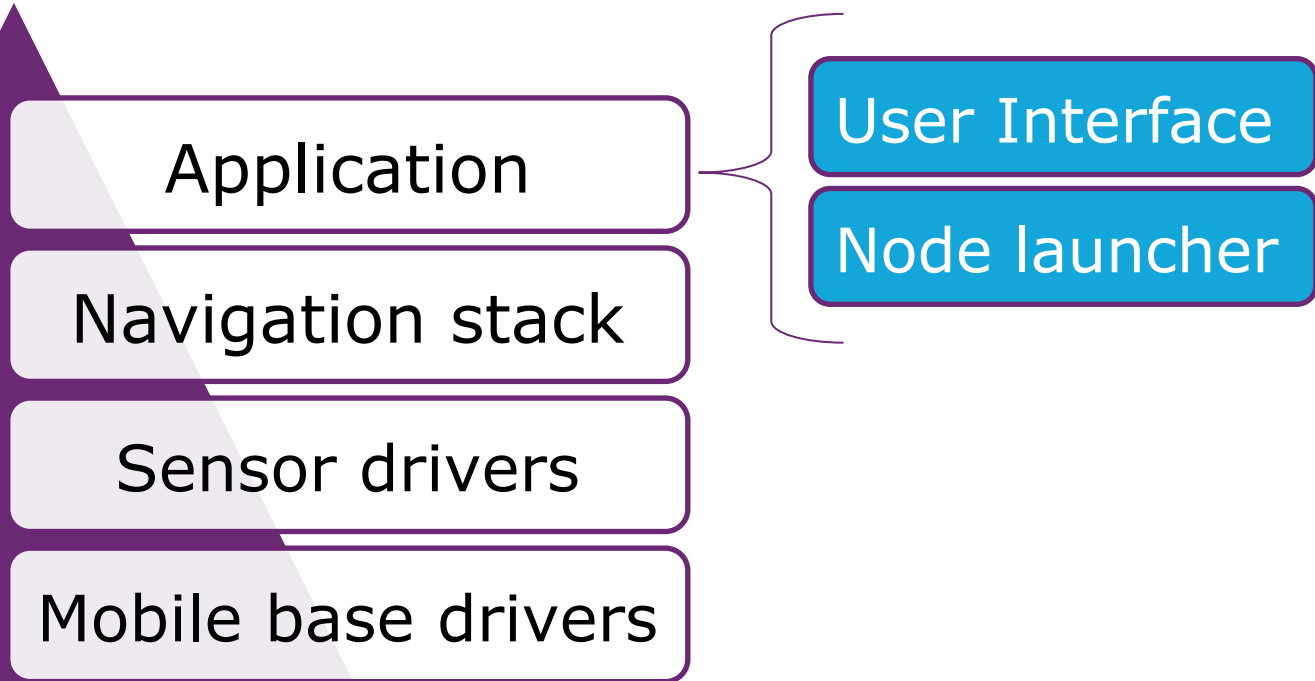 Application
Navigation stack
Sensor drivers
Mobile base drivers
User Interface
Node launcher